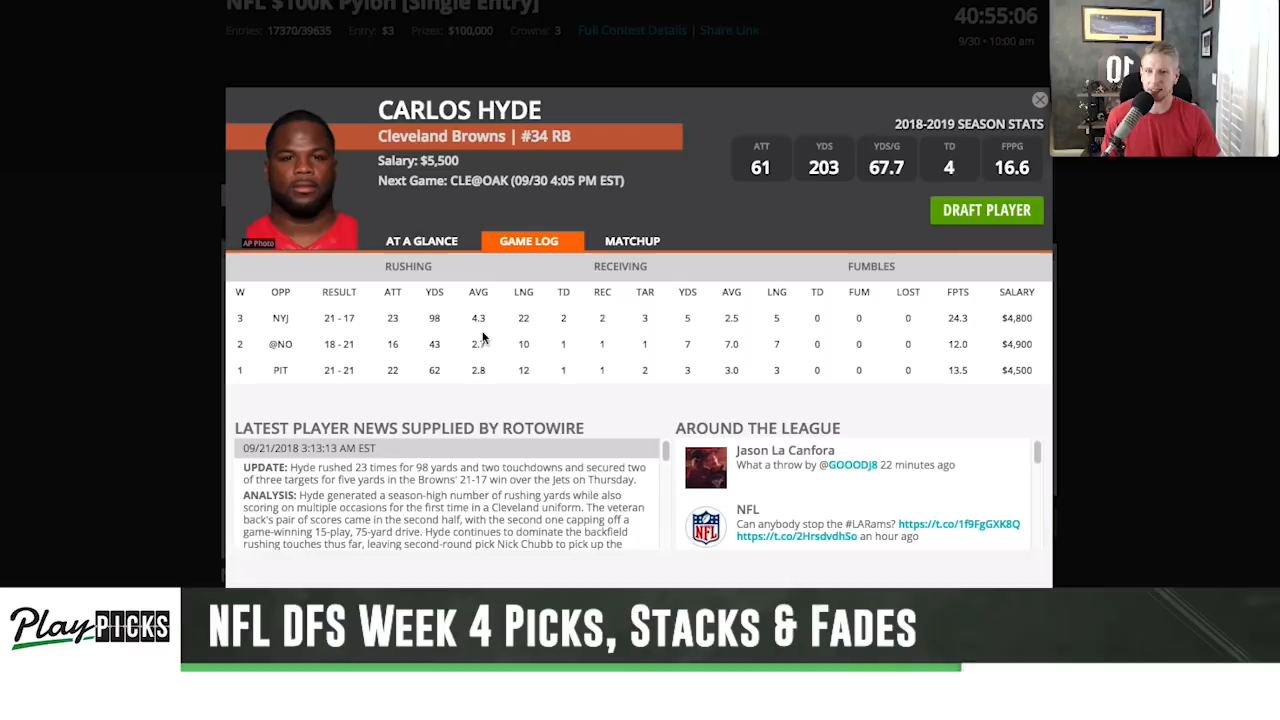 NFL $100K Pylon [Single Entry]
Entries: 17370/39635 Entry: $3 Prizes: $100,000 Crowns: 3 Full Contest Details | Share Link
40:55:06
9/30 • 10:00 am
10
CARLOS HYDE
Cleveland Browns | #34 RB
Salary: $5,500
Next Game: CLE@OAK (09/30 4:05 PM EST)
AP Photo
2018-2019 SEASON STATS
ATT YDS YDS/G TD FPPG
61 203 67.7 4 16.6
DRAFT PLAYER
AT A GLANCE GAME LOG MATCHUP
RUSHING RECEIVING FUMBLES
W OPP RESULT ATT YDS AVG LNG TD REC TAR YDS AVG LNG TD FUM LOST FPTS SALARY
3 NYJ 21 - 17 23 98 4.3 22 2 2 3 5 2.5 5 0 0 0 24.3 $4,800
2 @NO 18 - 21 16 43 2.7 10 1 1 1 7 7.0 7 0 0 0 12.0 $4,900
1 PIT 21 - 21 22 62 2.8 12 1 1 2 3 3.0 3 0 0 0 13.5 $4,500
LATEST PLAYER NEWS SUPPLIED BY ROTOWIRE
09/21/2018 3:13:13 AM EST
UPDATE: Hyde rushed 23 times for 98 yards and two touchdowns and secured two
of three targets for five yards in the Browns' 21-17 win over the Jets on Thursday.
ANALYSIS: Hyde generated a season-high number of rushing yards while also
scoring on multiple occasions for the first time in a Cleveland uniform. The veteran
back's pair of scores came in the second half, with the second one capping off a
game-winning 15-play, 75-yard drive. Hyde continues to dominate the backfield
rushing touches thus far, leaving second-round pick Nick Chubb to pick up the
AROUND THE LEAGUE
Jason La Canfora
What a throw by @GOOODJ8 22 minutes ago
NFL
NFL
Can anybody stop the #LARams? https://t.co/1f9FgGXK8Q
https://t.co/2HrsdvdhSo an hour ago
PlayPICKS
NFL DFS WEEK 4 PICKS, STACKS & FADES